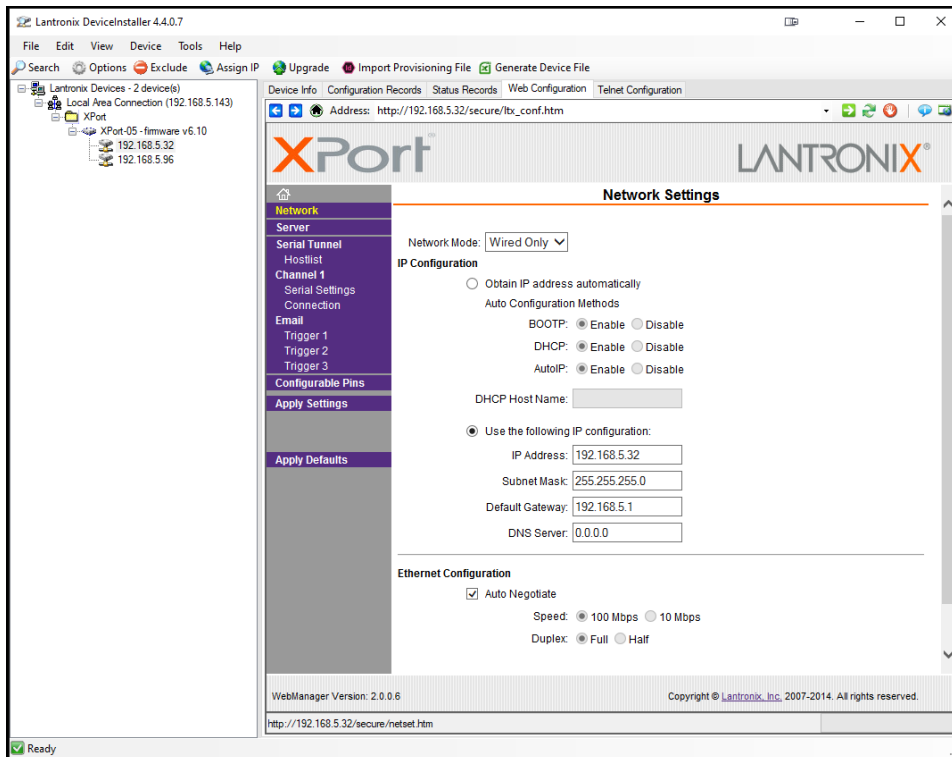 Lantronix DeviceInstaller 4.4.0.7
File Edit View Device Tools Help
Search Options Exclude Assign IP Upgrade Import Provisioning File Generate Device File
Lantronix Devices - 2 device(s)
Local Area Connection (192.168.5.143)
XPort
XPort-05 - firmware v6.10
192.168.5.32
192.168.5.96
Device Info Configuration Records Status Records Web Configuration Telnet Configuration
Address: http://192.168.5.32/secure/ltx_conf.htm
XPort LANTRONIX®
Network
Server
Serial Tunnel
Hostlist
Channel 1
Serial Settings
Connection
Email
Trigger 1
Trigger 2
Trigger 3
Configurable Pins
Apply Settings
Apply Defaults
Network Settings
Network Mode: Wired Only
IP Configuration
Obtain IP address automatically
Auto Configuration Methods
BOOTP: Enable Disable
DHCP: Enable Disable
AutoIP: Enable Disable
DHCP Host Name:
Use the following IP configuration:
IP Address: 192.168.5.32
Subnet Mask: 255.255.255.0
Default Gateway: 192.168.5.1
DNS Server: 0.0.0.0
Ethernet Configuration
Auto Negotiate
Speed: 100 Mbps 10 Mbps
Duplex: Full Half
WebManager Version: 2.0.0.6
Copyright © Lantronix, Inc. 2007-2014. All rights reserved.
http://192.168.5.32/secure/netset.htm
Ready